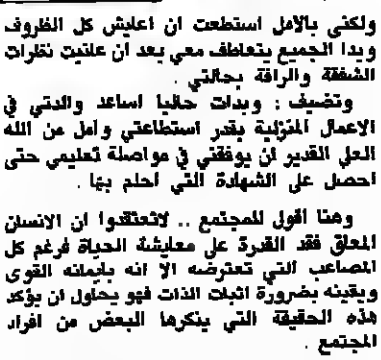 ولكني بالأمل استطعت ان اعايش كل الظروف
وبدا الجميع يتعاطف معي بعد ان عانيت نظرات
الشفقة والرافة بحالتي .
وتضيف : وبدات حاليا اساعد والدتي في
الاعمال المنزلية بقدر استطاعتي وامل من الله
العلي القدير ان يوفقني في مواصلة تعليمي حتى
احصل على الشهادة التي احلم بها .
وهنا اقول للمجتمع .. لاتعتقدوا ان الانسان
المعاق فقد القدرة على معايشة الحياة فرغم كل
المصاعب التي تعترضه الا انه بايمانه القوى
ويقينه بضرورة اثبات الذات فهو يحاول ان يؤكد
هذه الحقيقة التي ينكرها البعض من افراد
المجتمع .